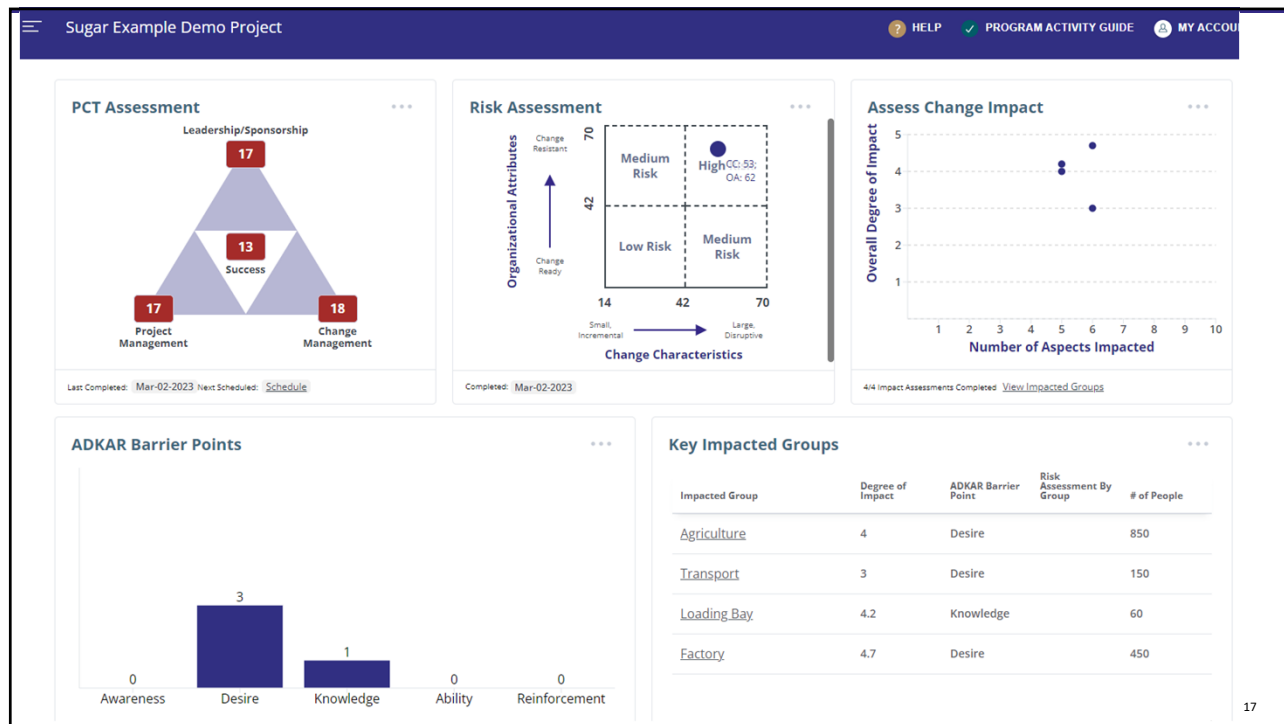 Sugar Example Demo Project
? HELP
PROGRAM ACTIVITY GUIDE
MY ACCOU
PCT Assessment
Leadership/Sponsorship
17
13
Success
17
18
Project
Management
Change
Management
Last Completed: Mar-02-2023 Next Scheduled: Schedule
Risk Assessment
Organizational Attributes
Change
Resistant
Change
Ready
70
42
Medium
Risk
High
CC: 53;
OA: 62
Low Risk
Medium
Risk
14 42 70
Small,
Incremental
Large,
Disruptive
Change Characteristics
Completed: Mar-02-2023
Assess Change Impact
Overall Degree of Impact
5
4
3
2
1
1 2 3 4 5 6 7 8 9 10
Number of Aspects Impacted
4/4 Impact Assessments Completed View Impacted Groups
ADKAR Barrier Points
0 3 1 0 0
Awareness Desire Knowledge Ability Reinforcement
Key Impacted Groups
Impacted Group
Degree of
Impact
ADKAR Barrier
Point
Risk
Assessment By
Group
# of People
Agriculture 4 Desire 850
Transport 3 Desire 150
Loading Bay 4.2 Knowledge 60
Factory 4.7 Desire 450
17